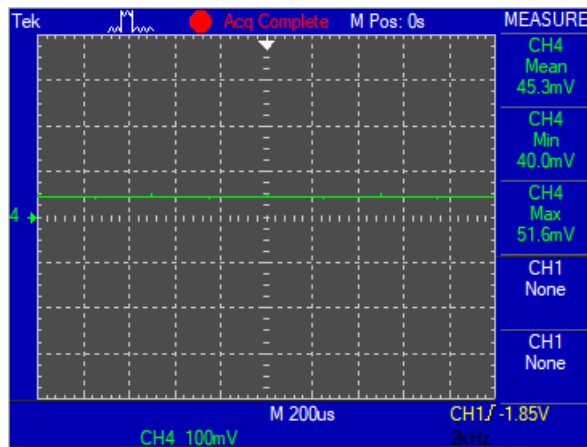 Tek Acq Complete M Pos: 0s MEASURE
CH4
Mean
45.3mV
CH4
Min
40.0mV
CH4
Max
51.6mV
CH1
None
CH1
None
4
M 200us CH1 -1.85V
CH4 100mV 2kHz